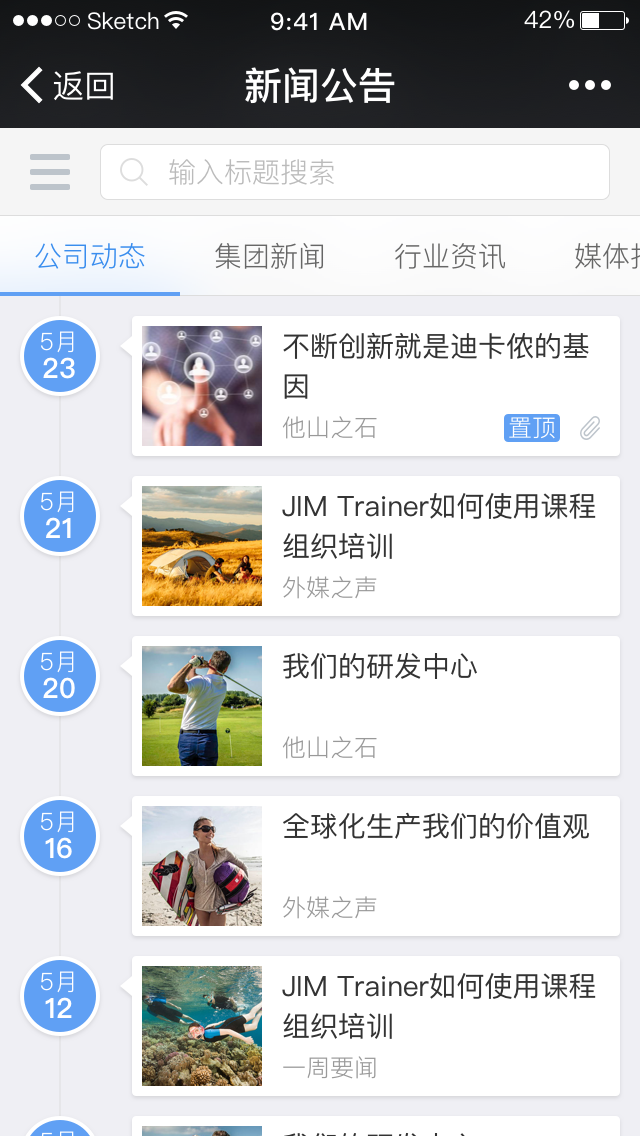 Sketch 9:41 AM 42%
返回 新闻公告
输入标题搜索
公司动态 集团新闻 行业资讯 媒体
5月
23
不断创新就是迪卡侬的基
因
他山之石 置顶
5月
21
JIM Trainer如何使用课程
组织培训
外媒之声
5月
20
我们的研发中心
他山之石
5月
16
全球化生产我们的价值观
外媒之声
5月
12
JIM Trainer如何使用课程
组织培训
一周要闻